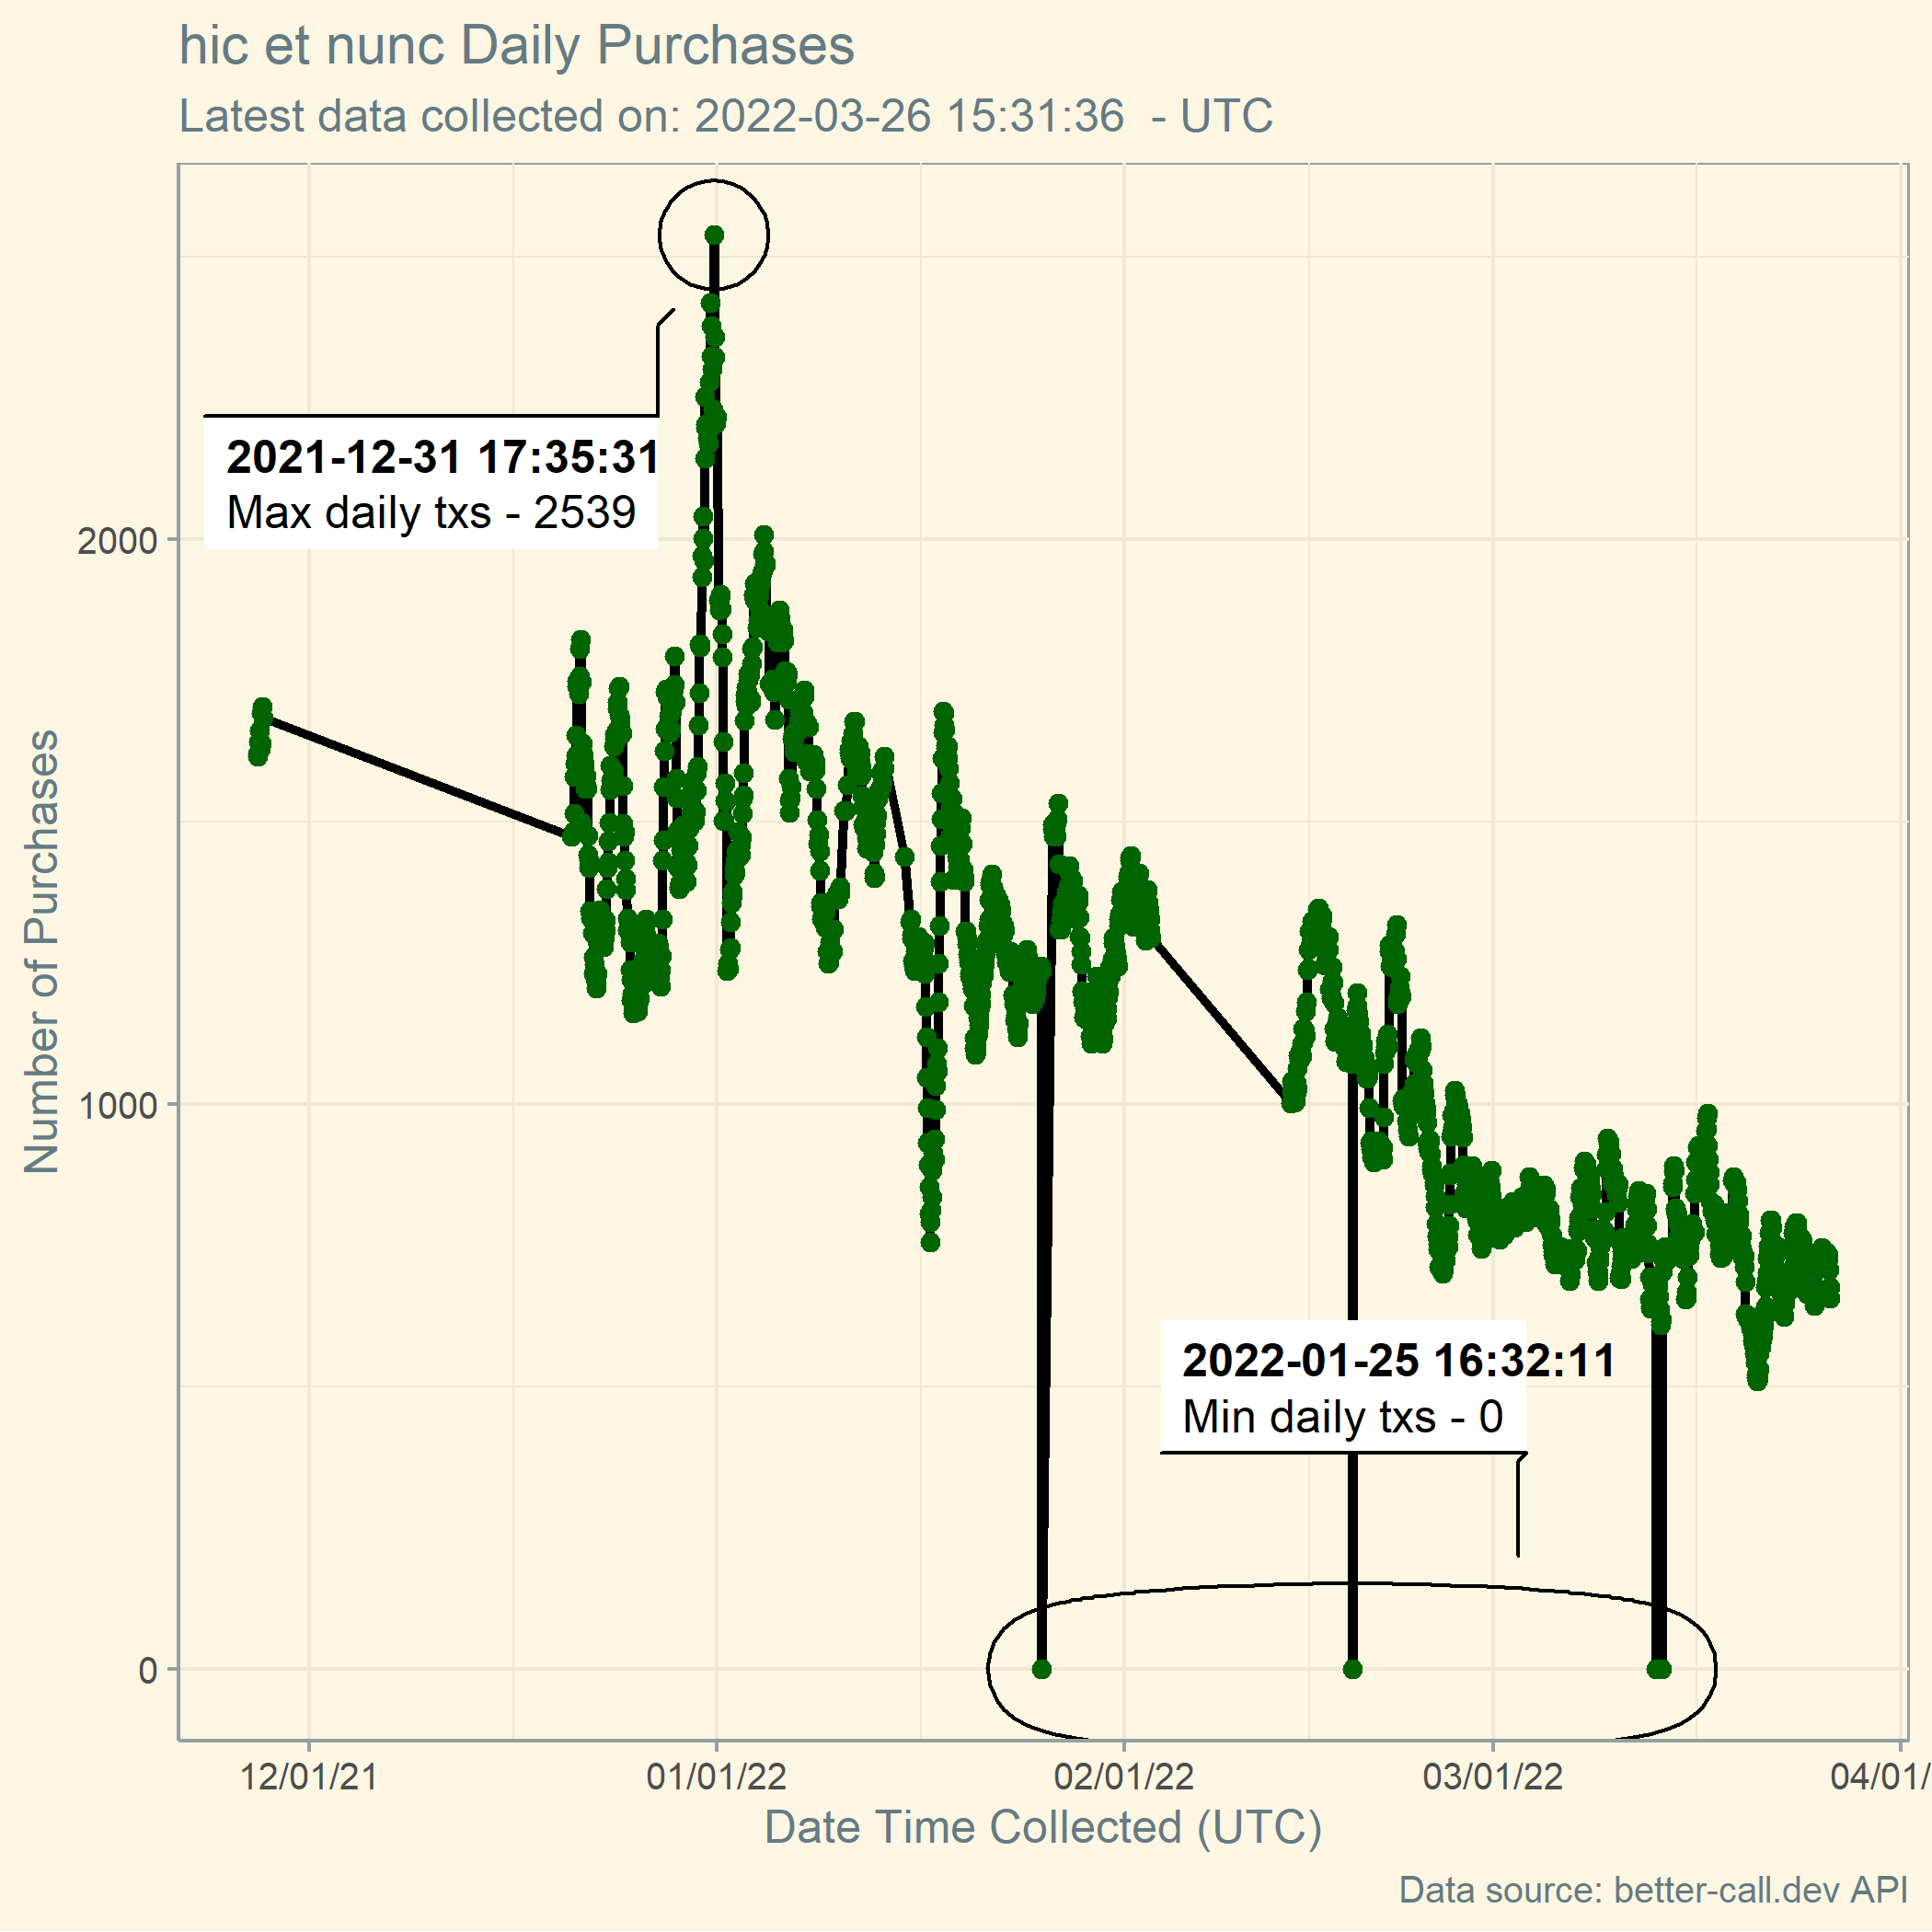 hic et nunc Daily Purchases
Latest data collected on: 2022-03-26 15:31:36  - UTC
2021-12-31 17:35:31
Max daily txs - 2539
2000
Number of Purchases
1000
2022-01-25 16:32:11
Min daily txs - 0
0
12/01/21 01/01/22 02/01/22 03/01/22 04/01/
Date Time Collected (UTC)
Data source: better-call.dev API